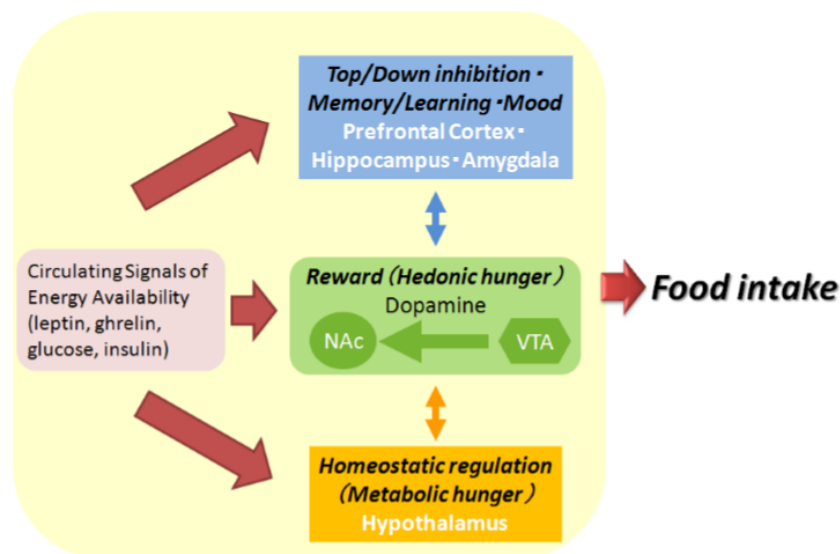 Top/Down inhibition・
Memory/Learning・Mood
Prefrontal Cortex・
Hippocampus・Amygdala
Circulating Signals of
Energy Availability
(leptin, ghrelin,
glucose, insulin)
Reward (Hedonic hunger)
Dopamine
NAc
VTA
Food intake
Homeostatic regulation
(Metabolic hunger)
Hypothalamus